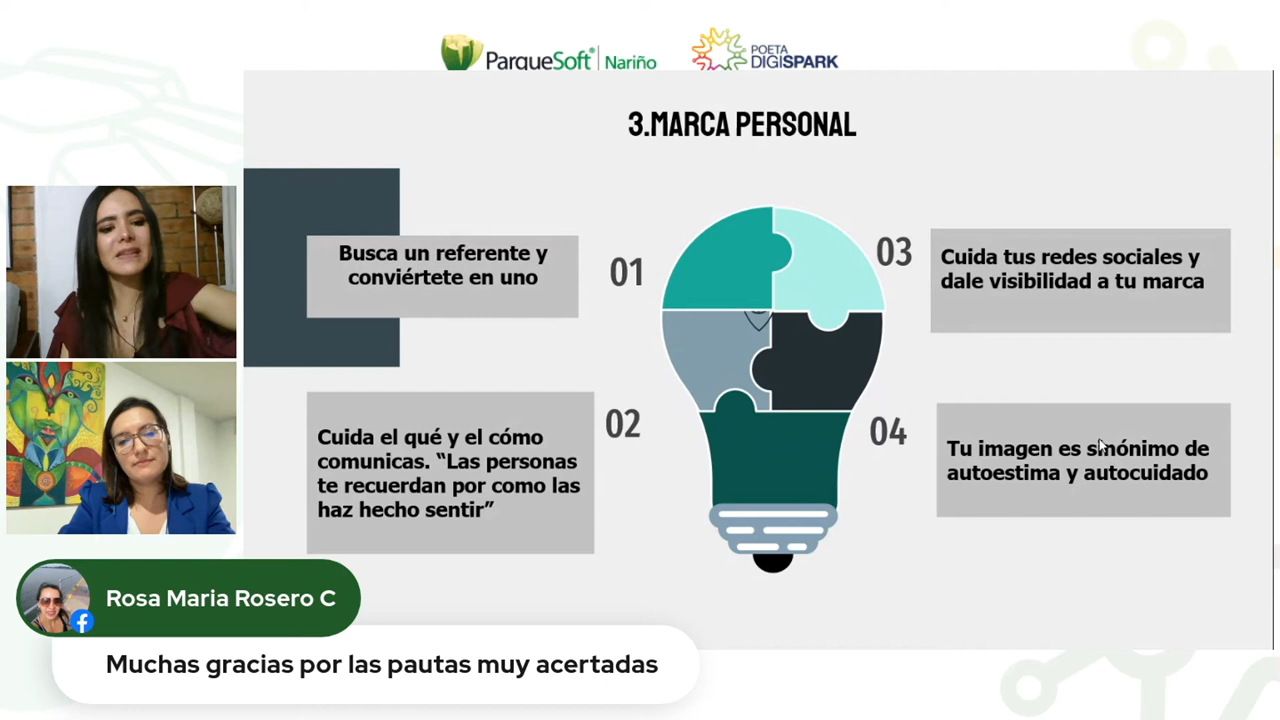 ParqueSoft | Nariño
POETA
DIGISPARK
3.MARCA PERSONAL
Busca un referente y
conviértete en uno
01
02
Cuida el qué y el cómo
comunicas. “Las personas
te recuerdan por como las
haz hecho sentir”
03
Cuida tus redes sociales y
dale visibilidad a tu marca
04
Tu imagen es sinónimo de
autoestima y autocuidado
Rosa Maria Rosero C
Muchas gracias por las pautas muy acertadas